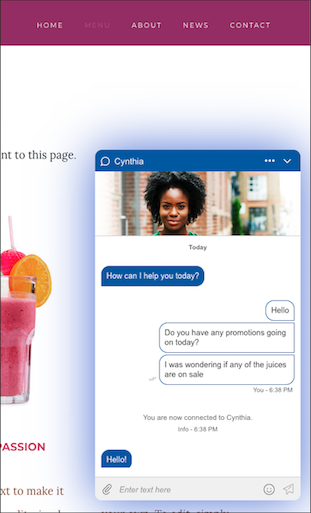 HOME MENU ABOUT NEWS CONTACT
nt to this page.
Cynthia
Today
How can I help you today?
Hello
Do you have any promotions going
on today?
I was wondering if any of the juices
are on sale
You - 6:38 PM
You are now connected to Cynthia.
Info - 6:38 PM
Hello!
PASSION
ext to make it
Enter text here